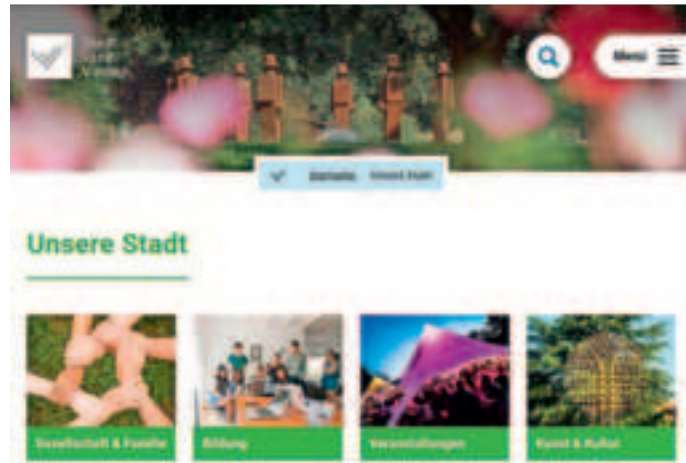 Menü
Startseite Unsere Stadt
Unsere Stadt
Gesellschaft & Familie
Bildung
Veranstaltungen
Kunst & Kultur